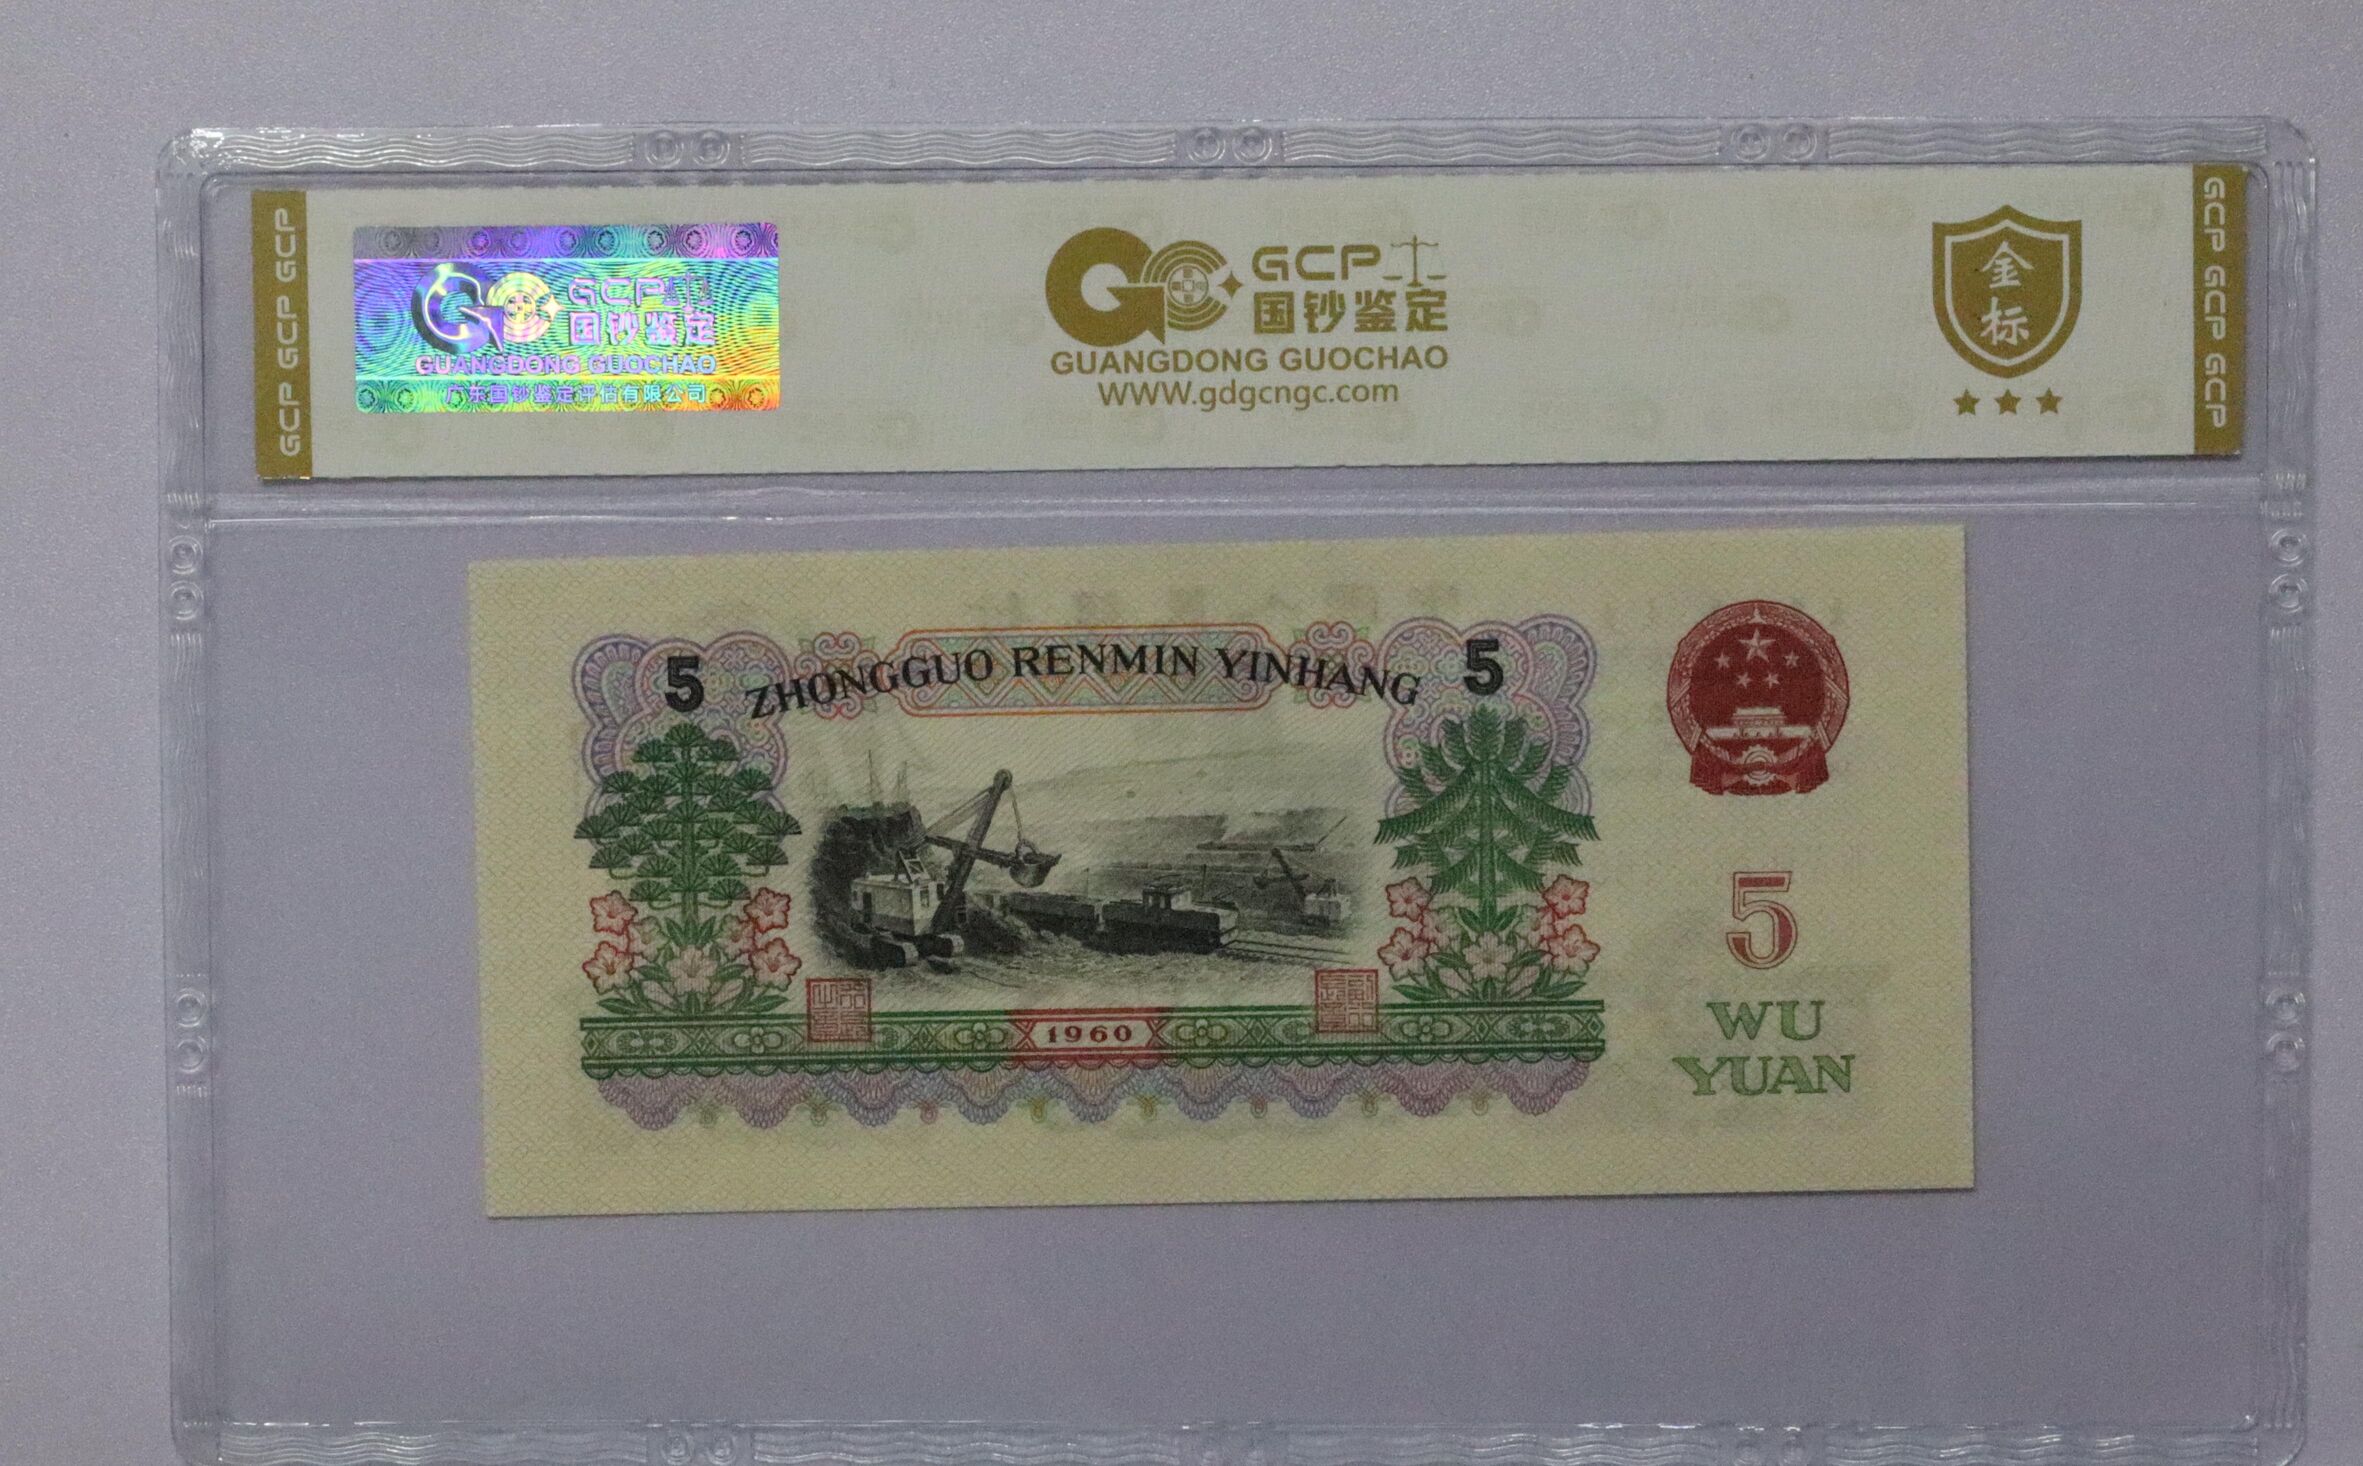 GCP GCP GCP
GCP
国钞鉴定
GUANGDONG GUOCHAO
广东国钞鉴定评估有限公司
GCP
国钞鉴定
GUANGDONG GUOCHAO
WWW.gdgcngc.com
金
标
GCP GCP GCP
5 ZHONGGUO RENMIN YINHANG 5
5
1960
WU
YUAN